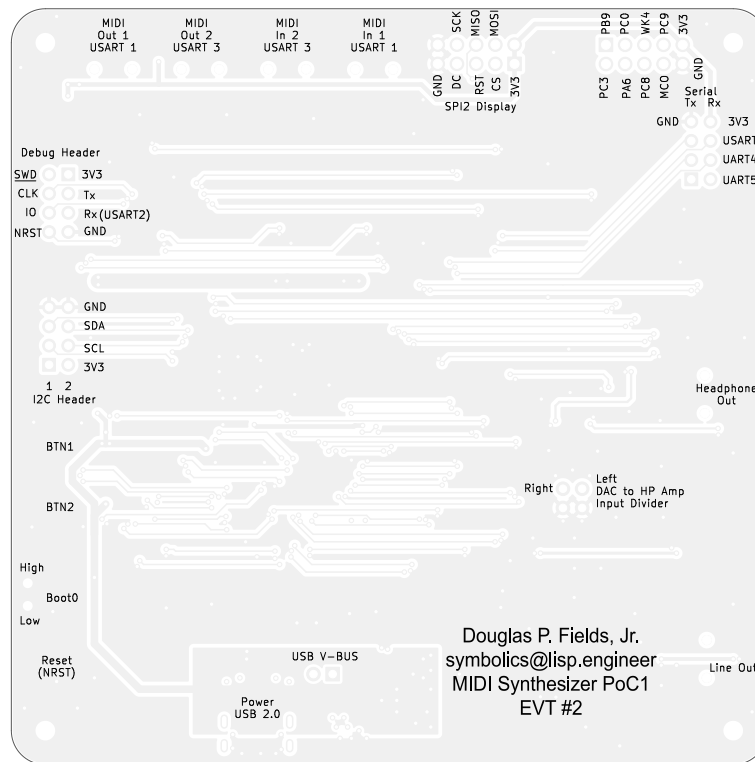 MIDI
Out 1
USART 1
MIDI
Out 2
USART 3
MIDI
In 2
USART 3
MIDI
In 1
USART 1
SCK
MISO
MOSI
GND
DC
RST
CS
3V3
SPI2 Display
PB9
PC0
WK4
PC9
3V3
PC3
PA6
PC8
MCO
GND
Serial
Tx Rx
GND
3V3
USART
UART4
UART5
Debug Header
SWD
3V3
CLK
Tx
IO
Rx(USART2)
NRST
GND
GND
SDA
SCL
3V3
1 2
I2C Header
Headphone
Out
BTN1
BTN2
Right
Left
DAC to HP Amp
Input Divider
High
Boot0
Low
Reset
(NRST)
USB V-BUS
Power
USB 2.0
Douglas P. Fields, Jr.
symbolics@lisp.engineer
MIDI Synthesizer PoC1
EVT #2
Line Out